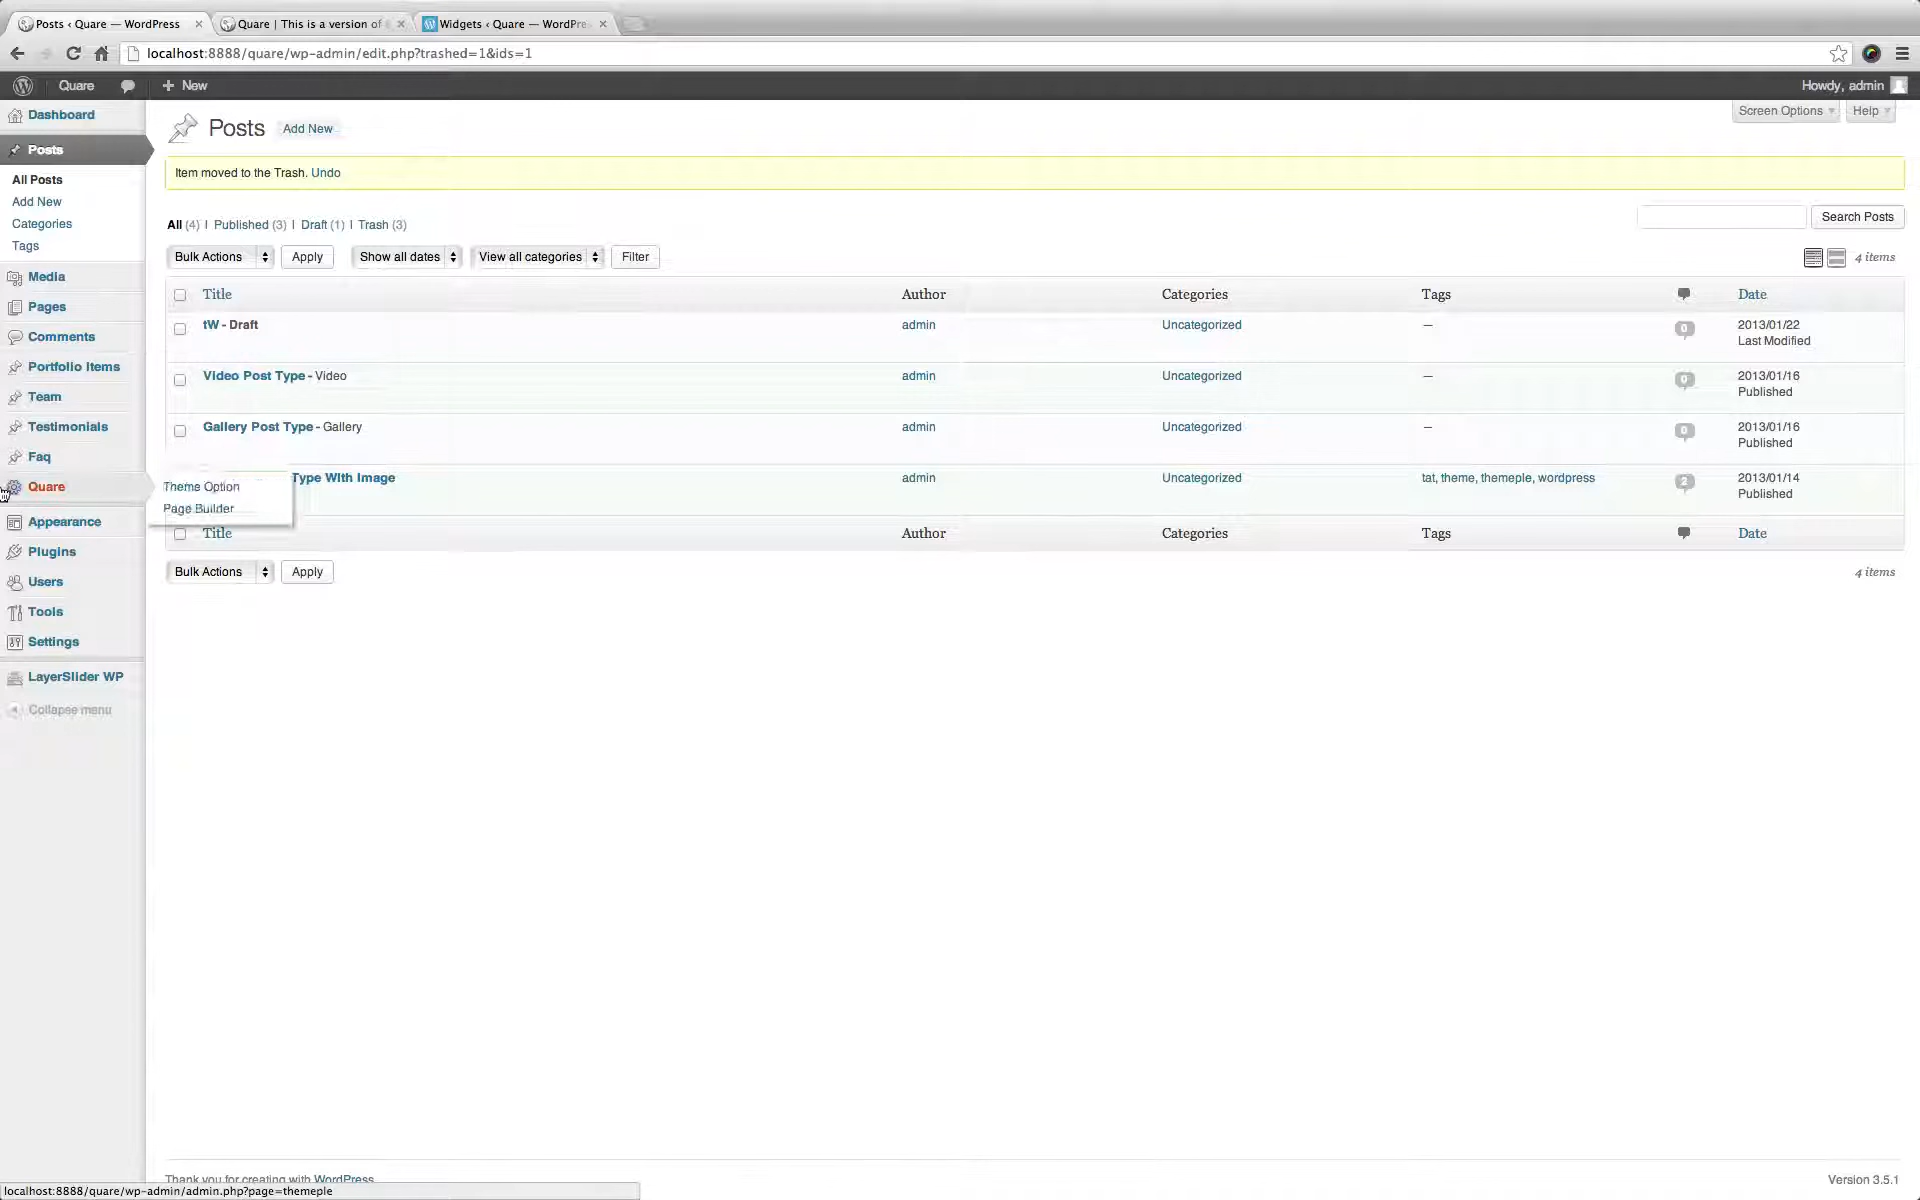 Posts ‹ Quare — WordPress
Quare | This is a version of
Widgets ‹ Quare — WordPre
localhost:8888/quare/wp-admin/edit.php?trashed=1&ids=1
Quare
+ New
Howdy, admin
Dashboard
Posts
All Posts
Add New
Categories
Tags
Media
Pages
Comments
Portfolio Items
Team
Testimonials
Faq
Quare
Theme Option
Page Builder
Appearance
Plugins
Users
Tools
Settings
LayerSlider WP
Collapse menu
Posts Add New
Screen Options
Help
Item moved to the Trash. Undo
All (4) | Published (3) | Draft (1) | Trash (3)
Search Posts
Bulk Actions Apply Show all dates View all categories Filter
4 items
Title Author Categories Tags Date
tW - Draft admin Uncategorized — 0 2013/01/22
Last Modified
Video Post Type - Video admin Uncategorized — 0 2013/01/16
Published
Gallery Post Type - Gallery admin Uncategorized — 0 2013/01/16
Published
Type WIth Image admin Uncategorized tat, theme, themeple, wordpress 2 2013/01/14
Published
Title Author Categories Tags Date
Bulk Actions Apply
4 items
Thank you for creating with WordPress
Version 3.5.1
localhost:8888/quare/wp-admin/admin.php?page=themeple